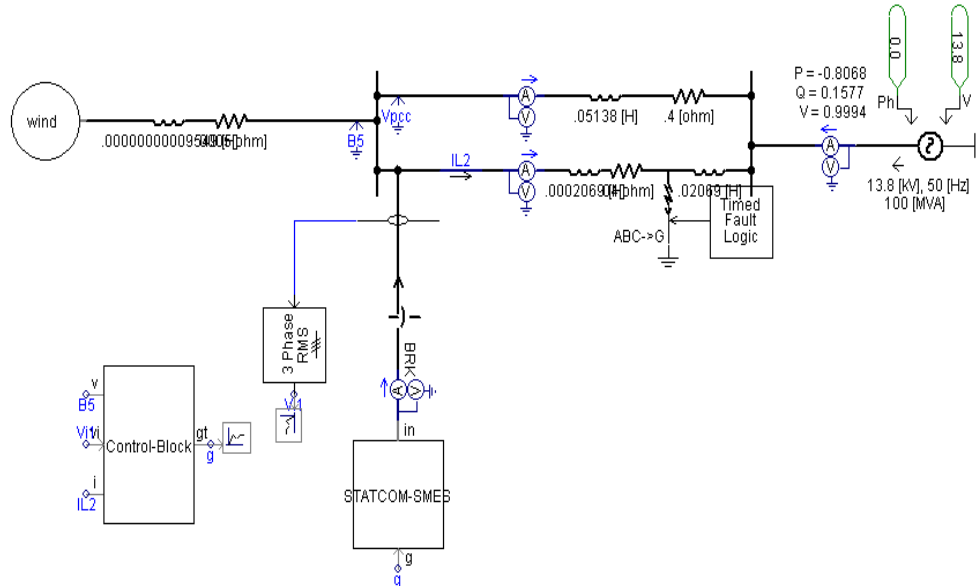 0.0
13.8
P = -0.8068
Q = 0.1577
V = 0.9994
Ph
V
wind
Vpcc
B5
A
V
.05138 [H]
.4 [ohm]
A
V
13.8 [kV], 50 [Hz]
100 [MVA]
IL2
A
V
.0002069 [H]
.02069 [H]
Timed
Fault
Logic
ABC->G
3 Phase
RMS
BRK
A
V
v
B5
Vi1
vi
Control-Block
gt
g
i
IL2
in
STATCOM-SMES
g
g